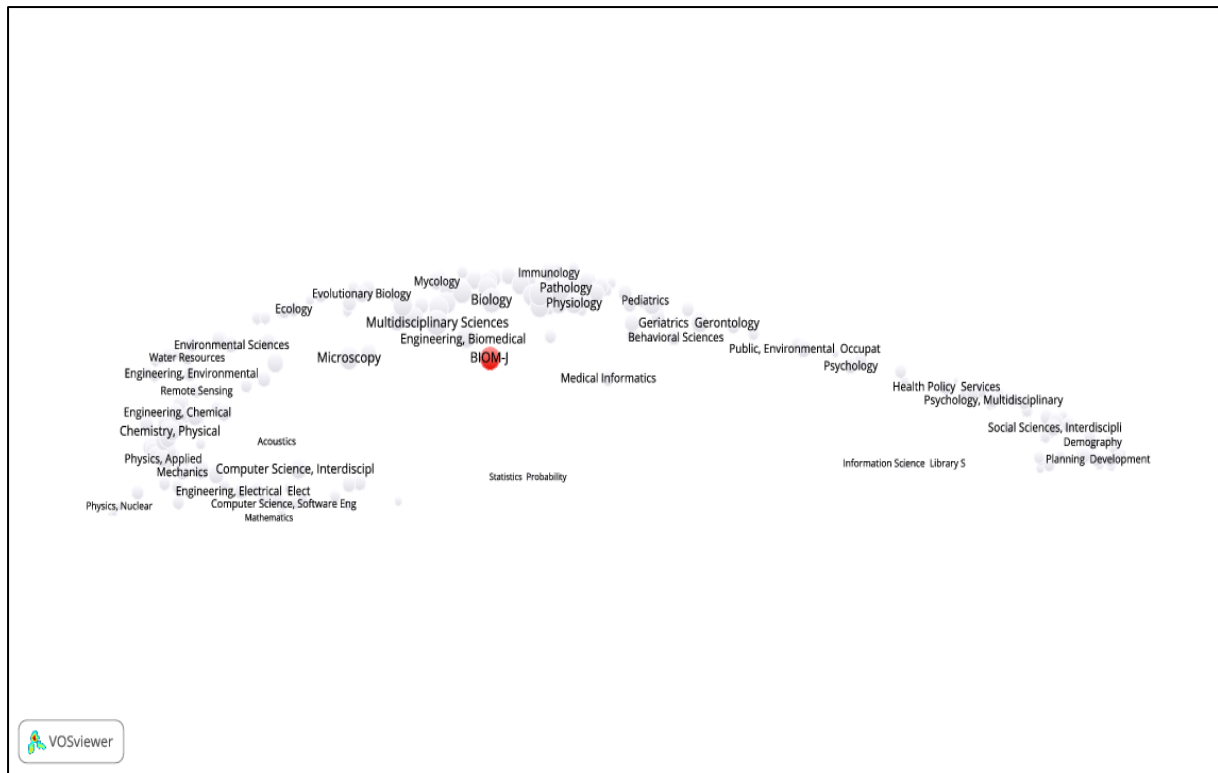 Immunology
Mycology
Pathology
Evolutionary Biology
Biology
Physiology
Pediatrics
Ecology
Multidisciplinary Sciences
Geriatrics Gerontology
Engineering, Biomedical
Behavioral Sciences
Environmental Sciences
Public, Environmental Occupat
Water Resources
Microscopy
BIOM-J
Psychology
Engineering, Environmental
Medical Informatics
Health Policy Services
Remote Sensing
Psychology, Multidisciplinary
Engineering, Chemical
Social Sciences, Interdiscipli
Chemistry, Physical
Acoustics
Demography
Physics, Applied
Planning Development
Information Science Library S
Mechanics
Computer Science, Interdiscipl
Statistics Probability
Engineering, Electrical Elect
Computer Science, Software Eng
Physics, Nuclear
Mathematics
VOSviewer